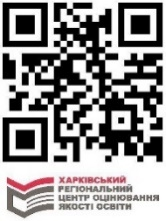 ХАРКІВСЬКИЙ
РЕГІОНАЛЬНИЙ
ЦЕНТР ОЦІНЮВАННЯ
ЯКОСТІ ОСВІТИ